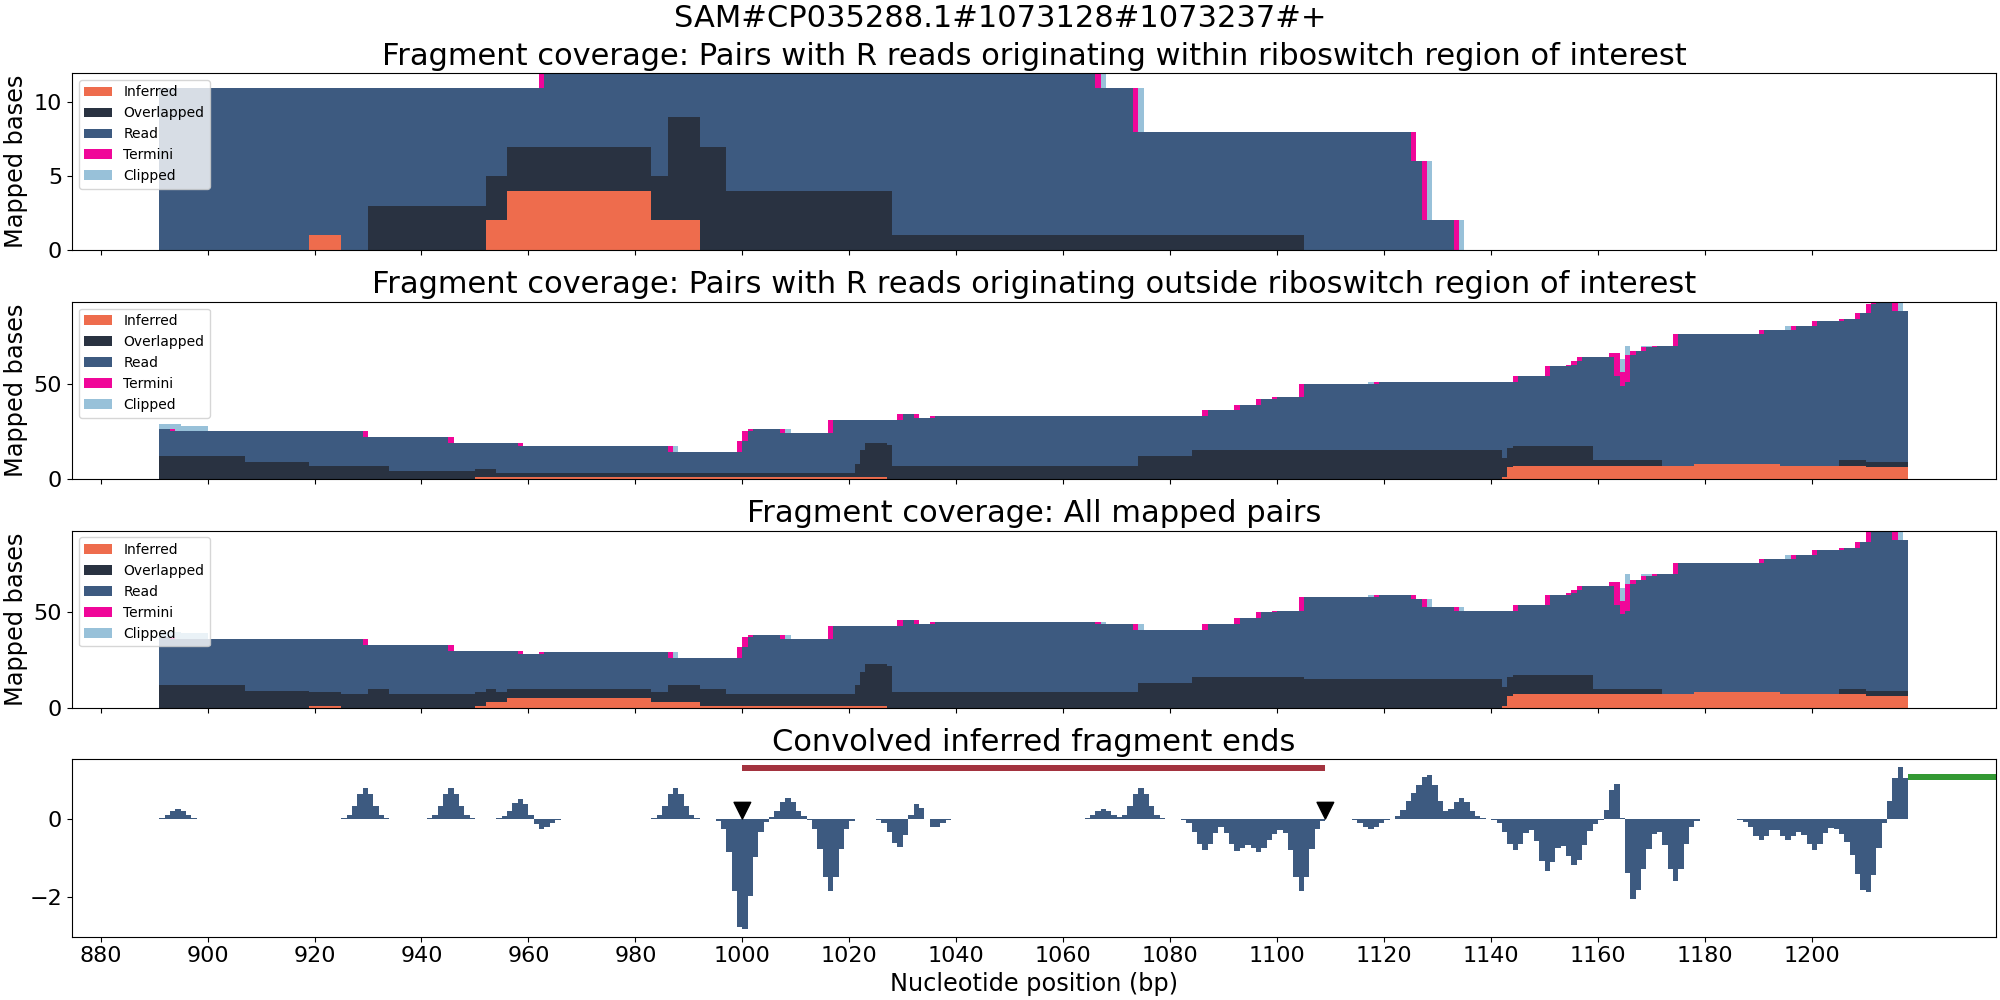 SAM#CP035288.1#1073128#1073237#+
Fragment coverage: Pairs with R reads originating within riboswitch region of interest
Mapped bases
10
5
0
Inferred
Overlapped
Read
Termini
Clipped
Fragment coverage: Pairs with R reads originating outside riboswitch region of interest
Mapped bases
50
0
Inferred
Overlapped
Read
Termini
Clipped
Fragment coverage: All mapped pairs
Mapped bases
50
0
Inferred
Overlapped
Read
Termini
Clipped
Convolved inferred fragment ends
0
−2
880 900 920 940 960 980 1000 1020 1040 1060 1080 1100 1120 1140 1160 1180 1200
Nucleotide position (bp)